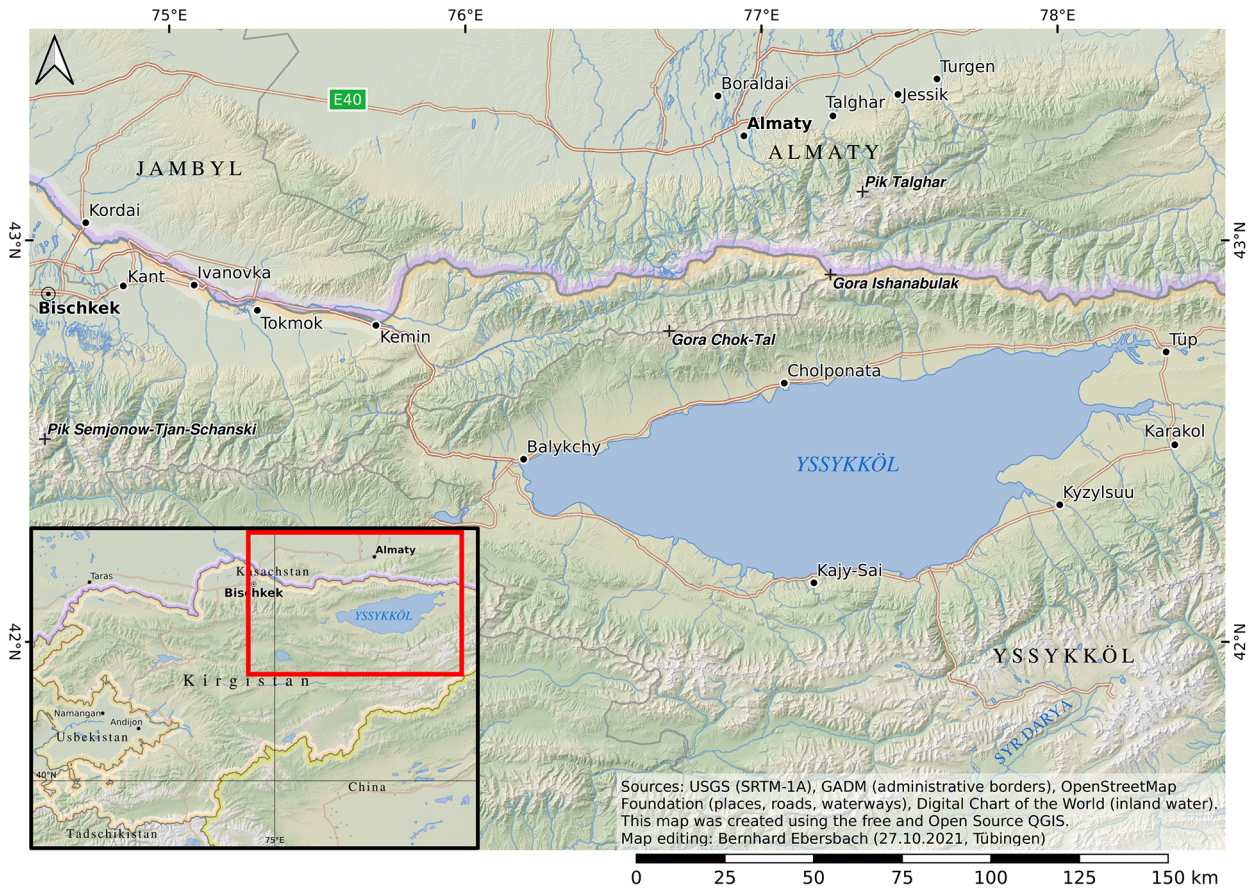 75°E
76°E
77°E
78°E
E40
Turgen
Boraldai
Jessik
Talghar
Almaty
ALMATY
JAMBYL
Pik Talghar
Kordai
43°N
43°N
Kant
Ivanovka
Gora Ishanabulak
Bischkek
Tokmok
Kemin
Gora Chok-Tal
Tüp
Cholponata
Pik Semjonow-Tjan-Schanski
Karakol
Balykchy
YSSYKKÖL
Kyzylsuu
Kajy-Sai
42°N
42°N
YSSYKKÖL
SYR DARYA
Almaty
Kasachstan
Taras
Bischkek
YSSYKKÖL
Kirgistan
Namangan
Andijon
Usbekistan
40°N
China
Tadschikistan
75°E
Sources: USGS (SRTM-1A), GADM (administrative borders), OpenStreetMap
Foundation (places, roads, waterways), Digital Chart of the World (inland water).
This map was created using the free and Open Source QGIS.
Map editing: Bernhard Ebersbach (27.10.2021, Tübingen)
0 25 50 75 100 125 150 km